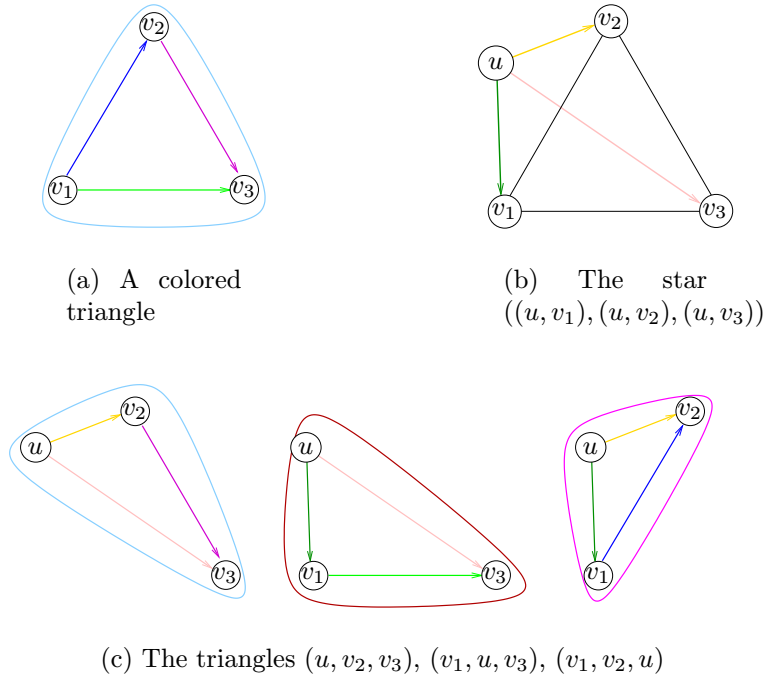 v₂
v₁
v₃
v₂
u
v₁
v₃
(a) A colored
triangle
(b) The star
((u, v₁), (u, v₂), (u, v₃))
v₂
u
v₃
u
v₁
v₃
v₂
u
v₁
(c) The triangles (u, v₂, v₃), (v₁, u, v₃), (v₁, v₂, u)